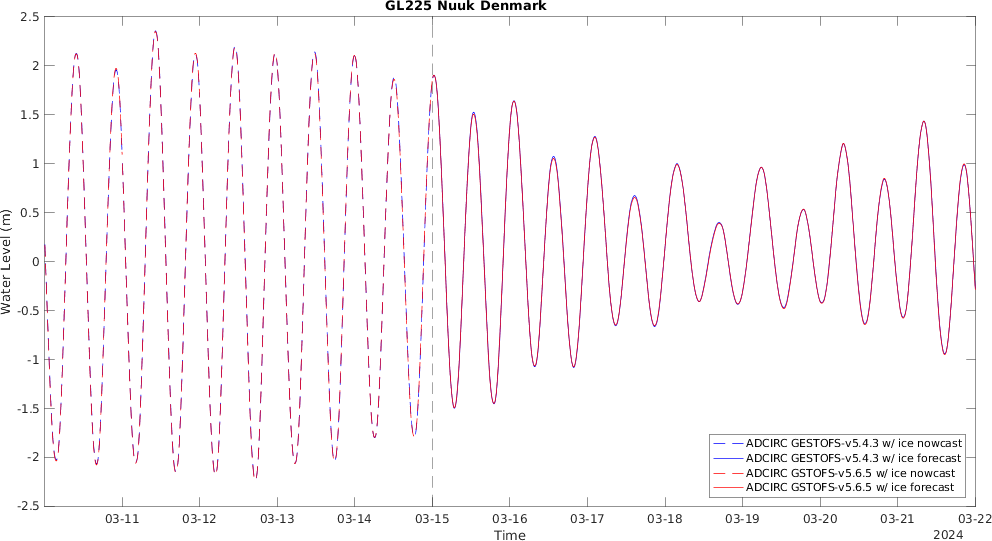 GL225 Nuuk Denmark
2.5
2
1.5
1
0.5
0
-0.5
-1
-1.5
-2
-2.5
Water Level (m)
ADCIRC GESTOFS-v5.4.3 w/ ice nowcast
ADCIRC GESTOFS-v5.4.3 w/ ice forecast
ADCIRC GSTOFS-v5.6.5 w/ ice nowcast
ADCIRC GSTOFS-v5.6.5 w/ ice forecast
03-11 03-12 03-13 03-14 03-15 03-16 03-17 03-18 03-19 03-20 03-21 03-22
Time
2024